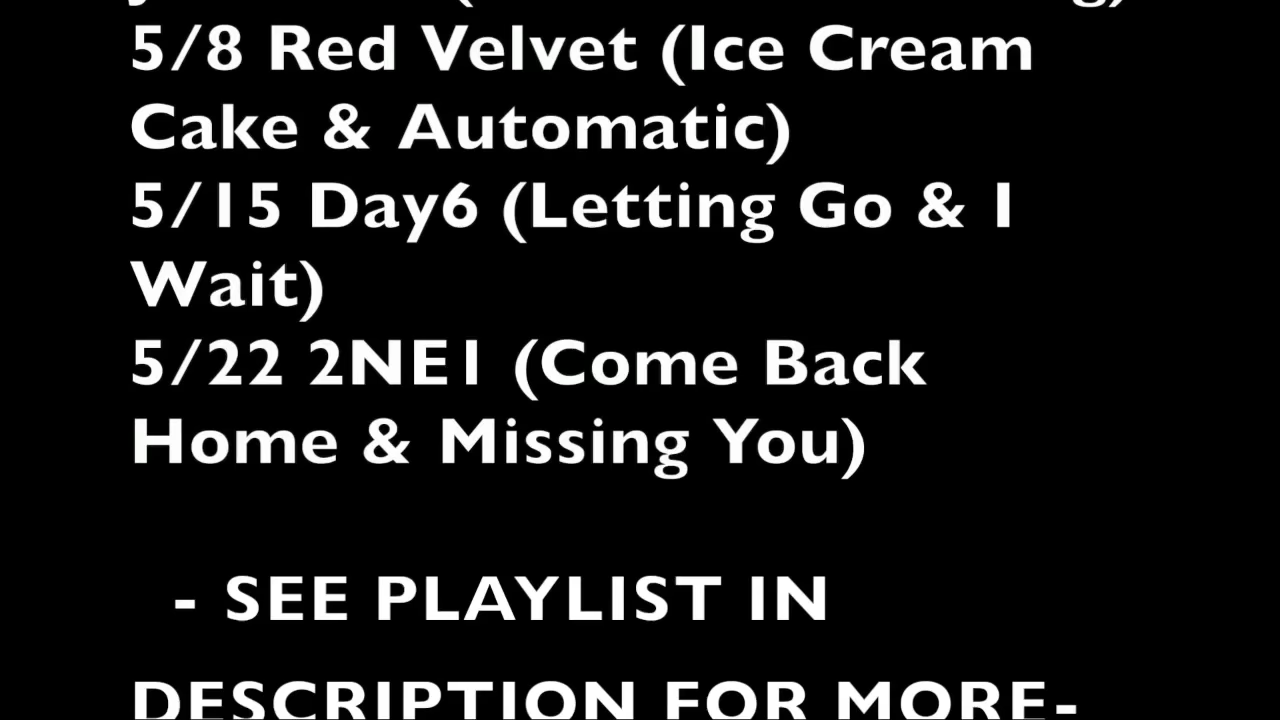 5/8 Red Velvet (Ice Cream
Cake & Automatic)
5/15 Day6 (Letting Go & I
Wait)
5/22 2NE1 (Come Back
Home & Missing You)
- SEE PLAYLIST IN
DESCRIPTION FOR MORE-